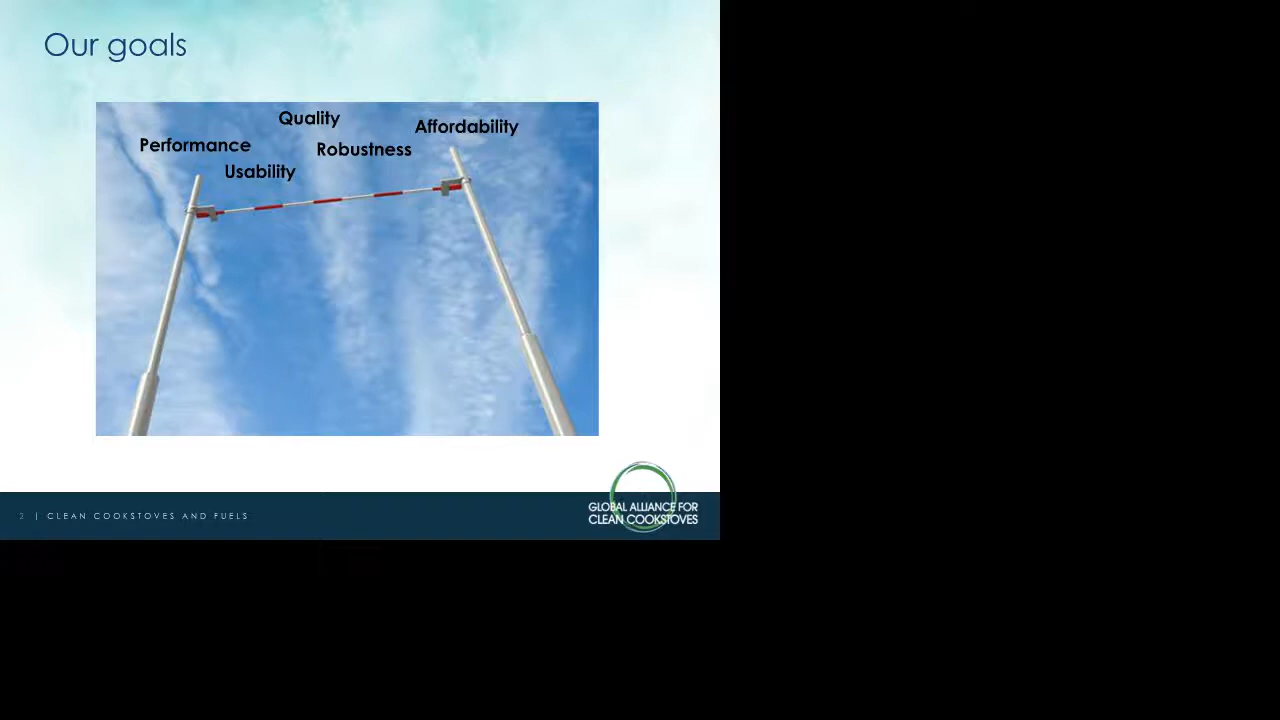 Our goals
Quality
Affordability
Performance
Robustness
Usability
| CLEAN COOKSTOVES AND FUELS
GLOBAL ALLIANCE FOR
CLEAN COOKSTOVES